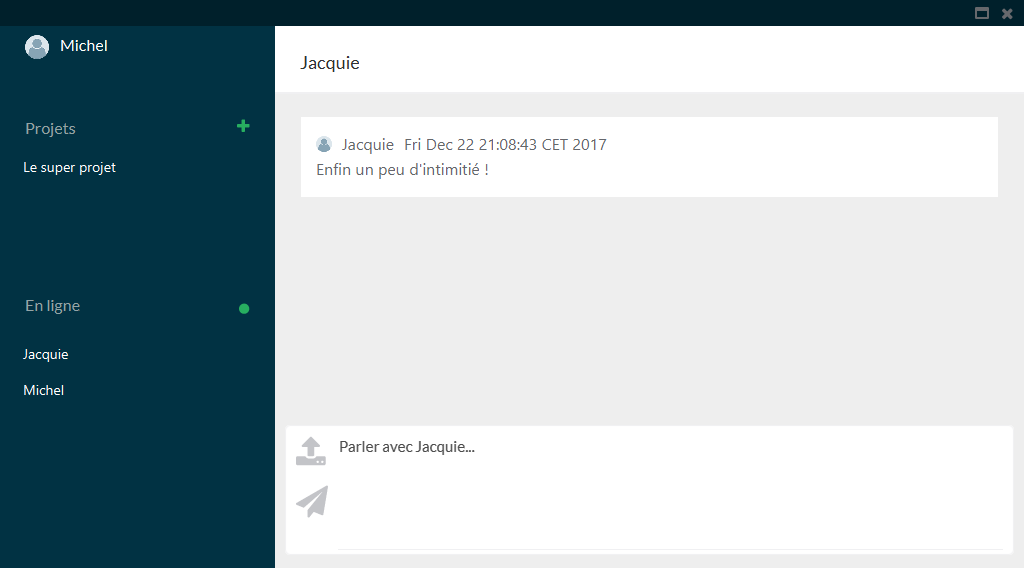 Michel
Projets
Le super projet
En ligne
Jacquie
Michel
Jacquie
Jacquie Fri Dec 22 21:08:43 CET 2017
Enfin un peu d'intimitié !
Parler avec Jacquie...